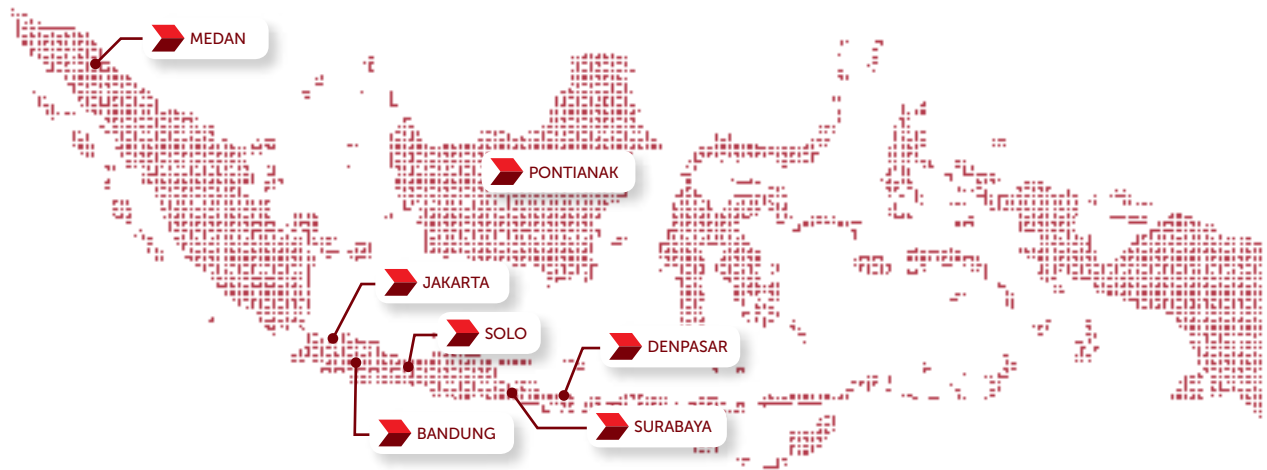 MEDAN
PONTIANAK
JAKARTA
SOLO
DENPASAR
SURABAYA
BANDUNG